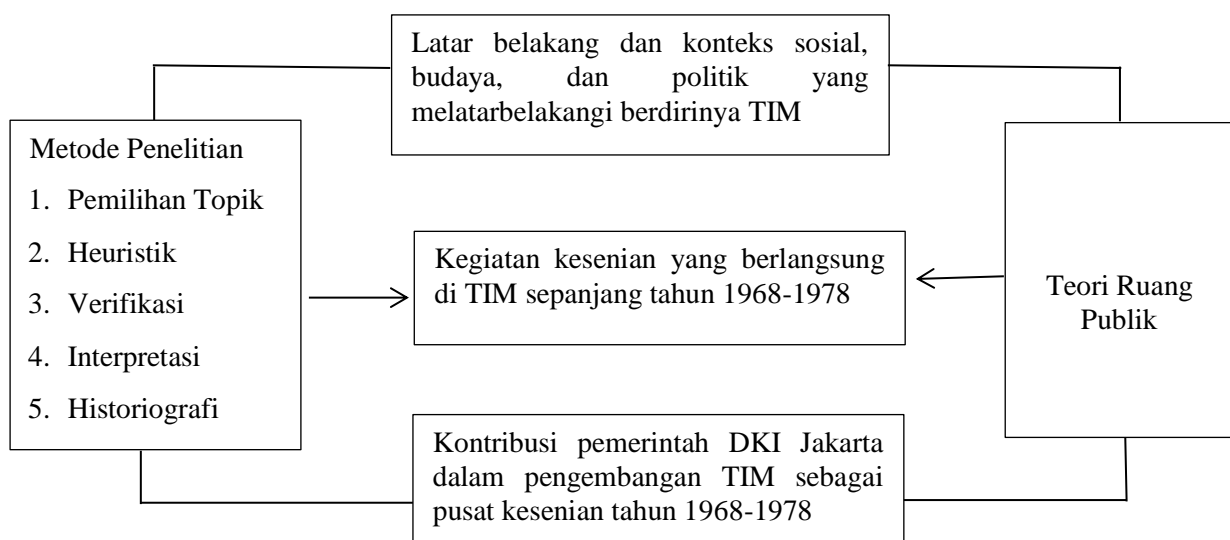 Latar belakang dan konteks sosial,
budaya, dan politik yang
melatarbelakangi berdirinya TIM
Metode Penelitian
1. Pemilihan Topik
2. Heuristik
3. Verifikasi
4. Interpretasi
5. Historiografi
Kegiatan kesenian yang berlangsung
di TIM sepanjang tahun 1968-1978
Teori Ruang
Publik
Kontribusi pemerintah DKI Jakarta
dalam pengembangan TIM sebagai
pusat kesenian tahun 1968-1978